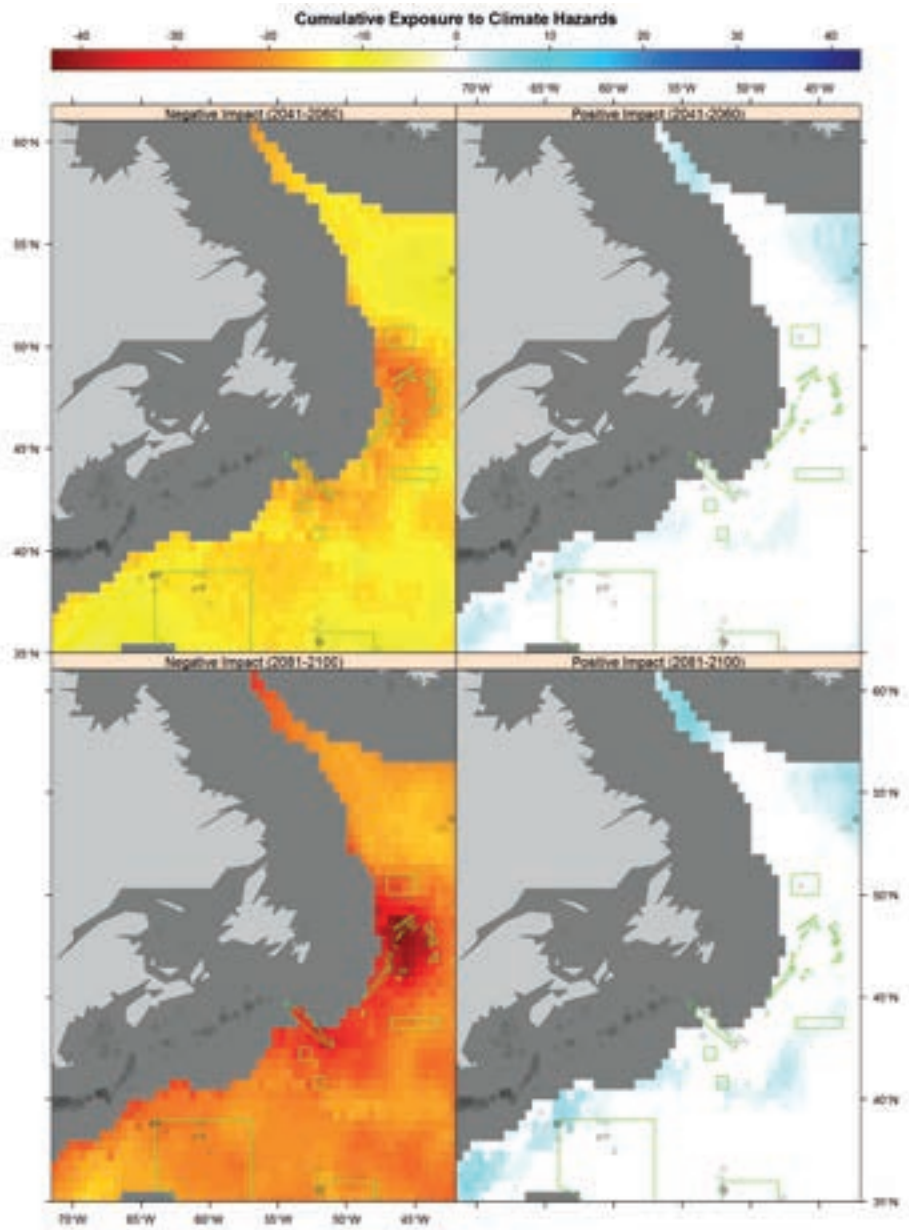 Cumulative Exposure to Climate Hazards
-40 -30 -20 -10 0 10 20 30 40
70°W 65°W 60°W 55°W 50°W 45°W
Negative Impact (2041-2060) Positive Impact (2041-2060)
60°N
55°N
50°N
45°N
40°N
35°N
Negative Impact (2081-2100) Positive Impact (2081-2100)
60°N
55°N
50°N
45°N
40°N
35°N
70°W 65°W 60°W 55°W 50°W 45°W